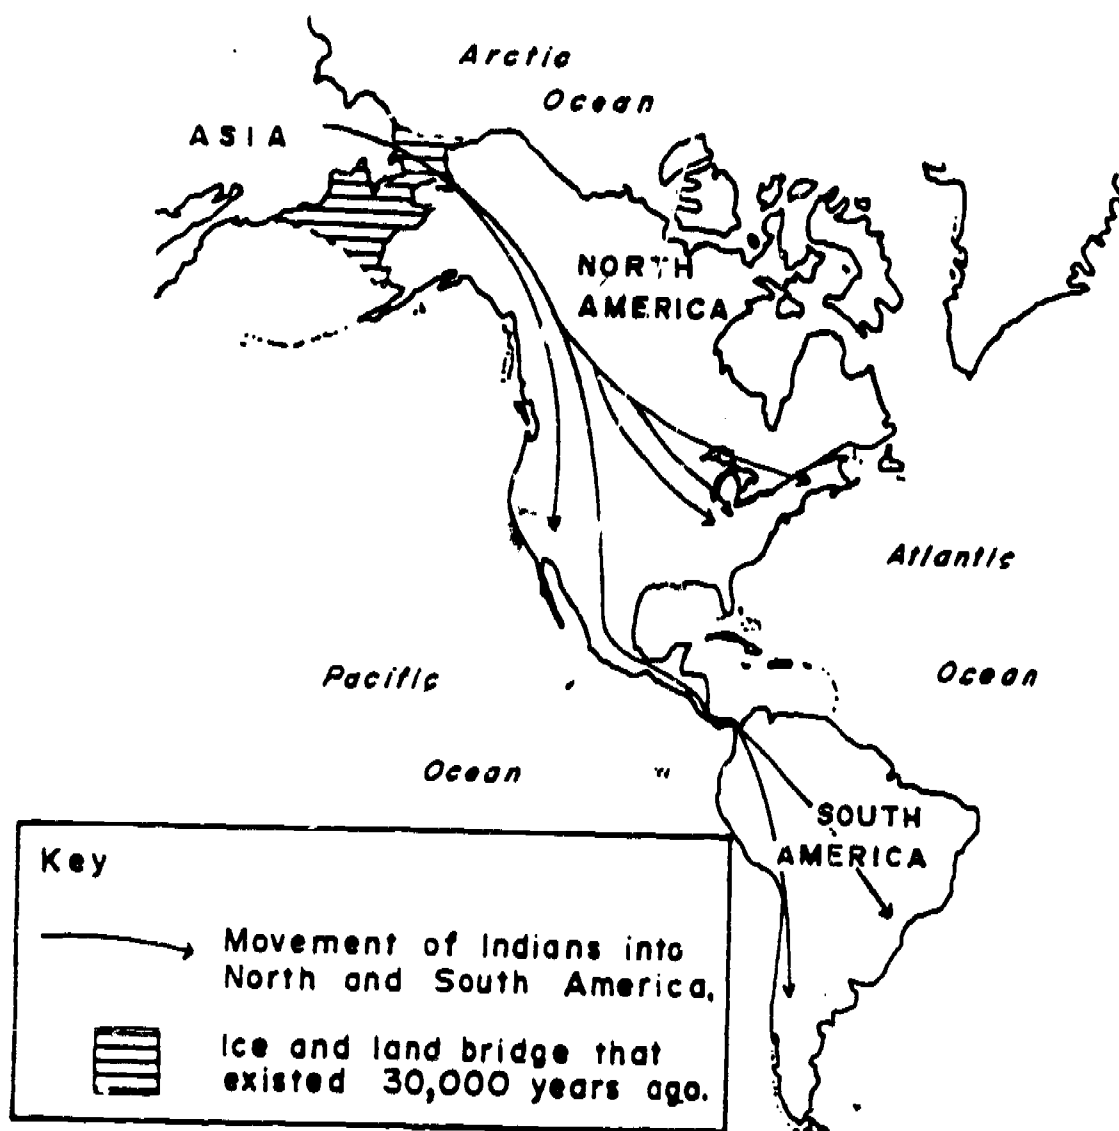 Arctic
Ocean
ASIA
NORTH
AMERICA
Atlantic
Ocean
Pacific
Ocean
SOUTH
AMERICA
Key
Movement of Indians into
North and South America.
Ice and land bridge that
existed 30,000 years ago.